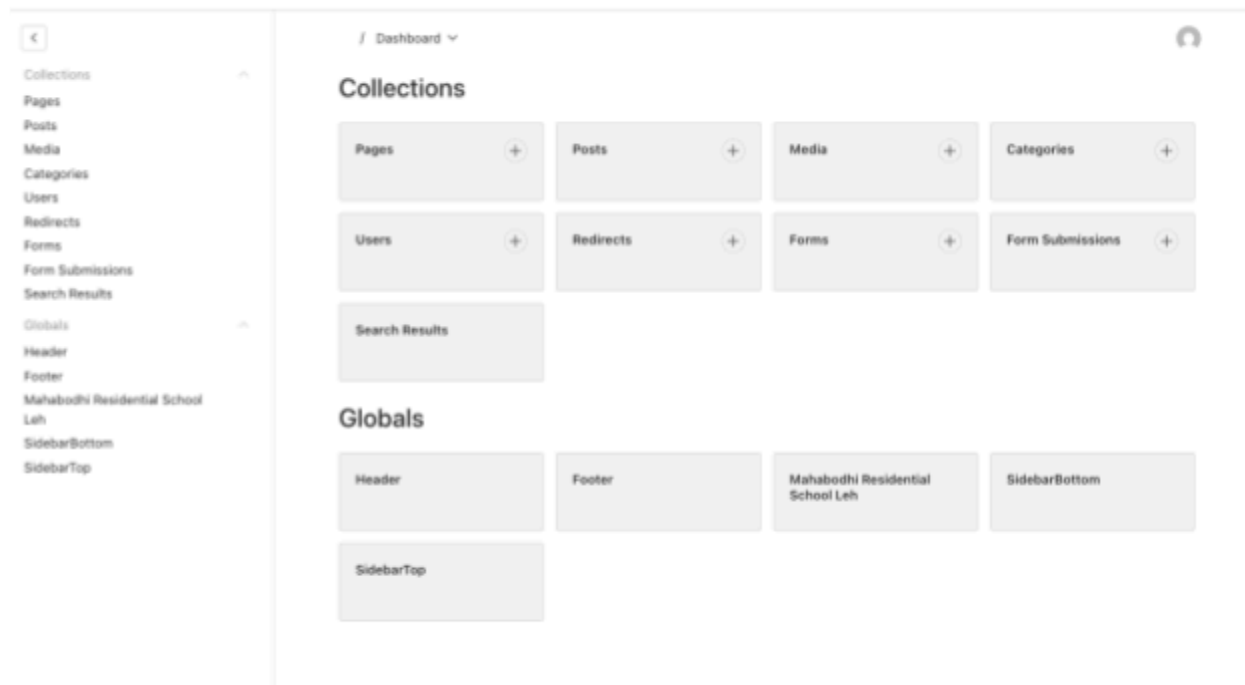 / Dashboard
Collections
Pages
Posts
Media
Categories
Users
Redirects
Forms
Form Submissions
Search Results
Globals
Header
Footer
Mahabodhi Residential School
Leh
SidebarBottom
SidebarTop
Collections
Pages
Posts
Media
Categories
Users
Redirects
Forms
Form Submissions
Search Results
Globals
Header
Footer
Mahabodhi Residential
School Leh
SidebarBottom
SidebarTop